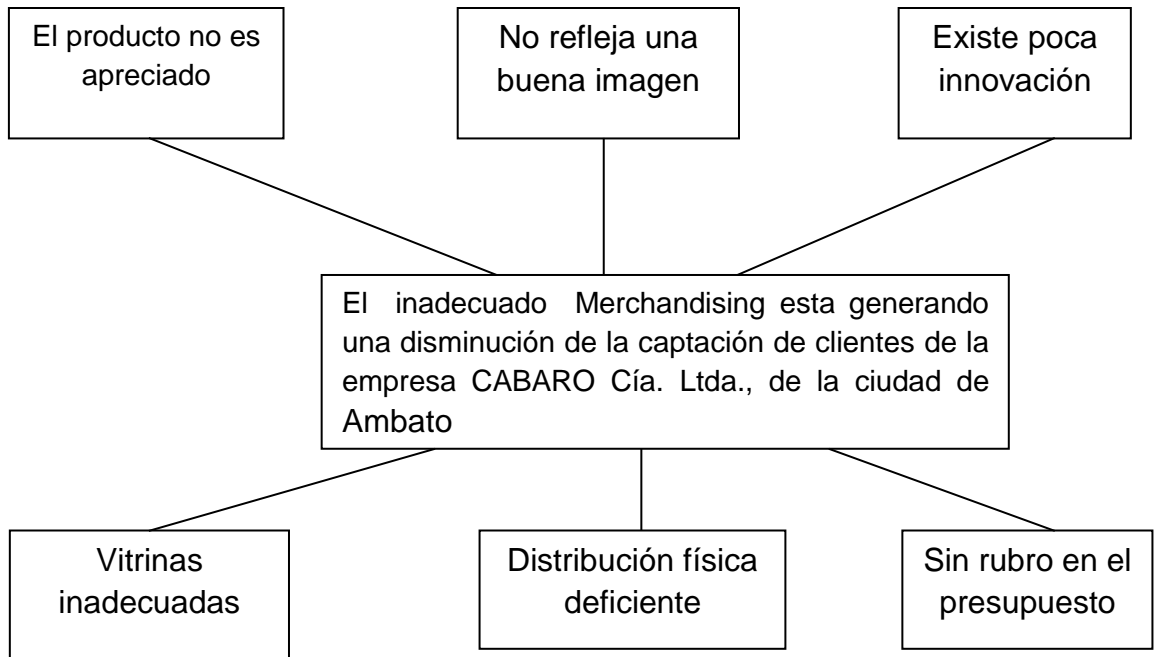 El producto no es
apreciado
No refleja una
buena imagen
Existe poca
innovación
El inadecuado Merchandising esta generando
una disminución de la captación de clientes de la
empresa CABARO Cía. Ltda., de la ciudad de
Ambato
Vitrinas
inadecuadas
Distribución física
deficiente
Sin rubro en el
presupuesto